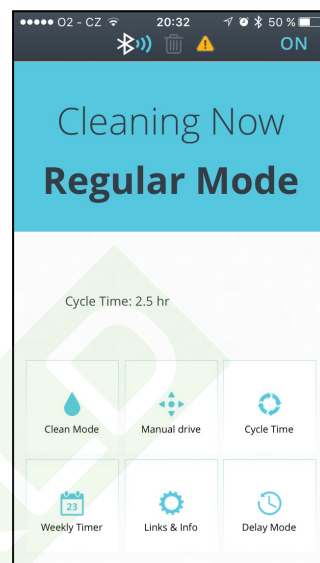 O2 - CZ 20:32 50 %
ON
Cleaning Now
Regular Mode
Cycle Time: 2.5 hr
Clean Mode Manual drive Cycle Time
23
Weekly Timer Links & Info Delay Mode